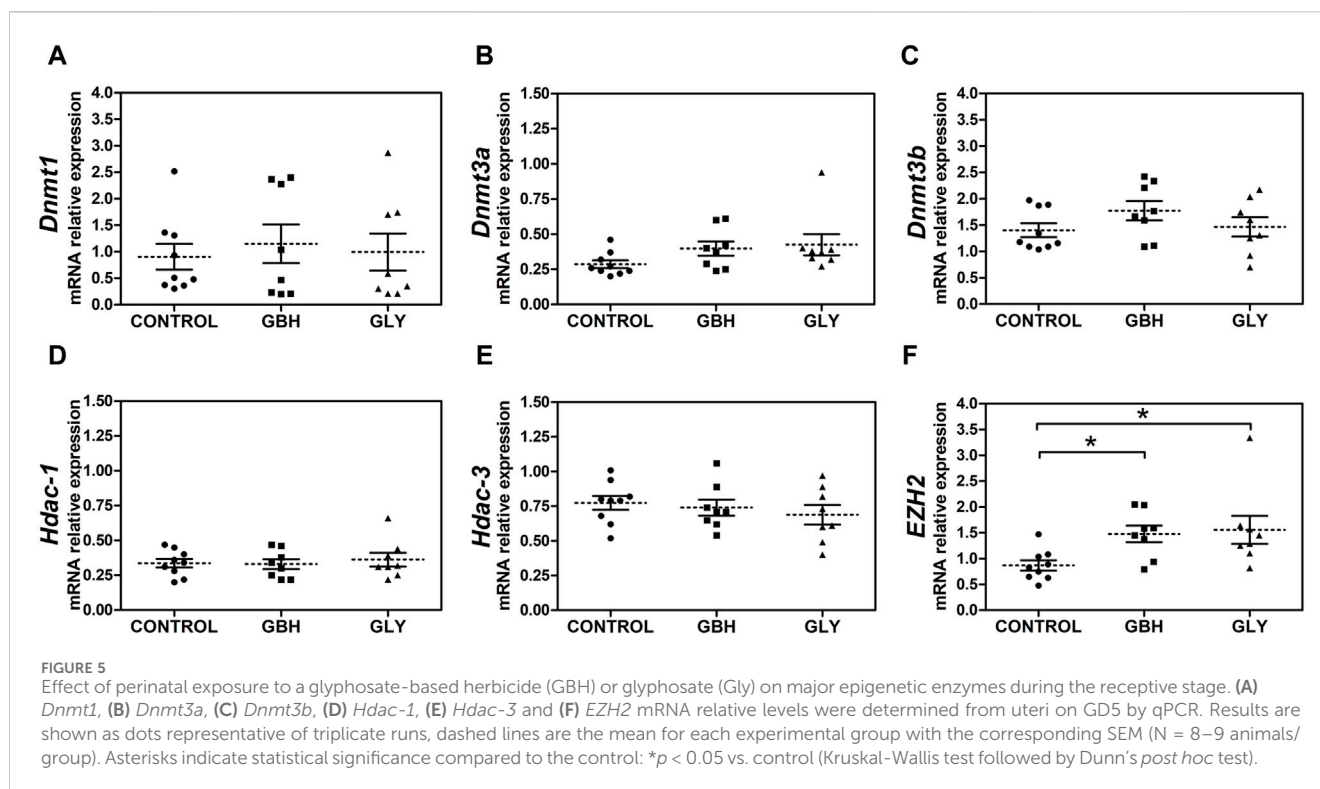 A
B
C
Dnmt1
mRNA relative expression
4.0
3.5
3.0
2.5
2.0
1.5
1.0
0.5
0.0
CONTROL GBH GLY
Dnmt3a
mRNA relative expression
1.50
1.25
1.00
0.75
0.50
0.25
0.00
CONTROL GBH GLY
Dnmt3b
mRNA relative expression
4.0
3.5
3.0
2.5
2.0
1.5
1.0
0.5
0.0
CONTROL GBH GLY
D
E
F
Hdac-1
mRNA relative expression
1.50
1.25
1.00
0.75
0.50
0.25
0.00
CONTROL GBH GLY
Hdac-3
mRNA relative expression
1.50
1.25
1.00
0.75
0.50
0.25
0.00
CONTROL GBH GLY
EZH2
mRNA relative expression
4.0
3.5
3.0
2.5
2.0
1.5
1.0
0.5
0.0
*
*
CONTROL GBH GLY
FIGURE 5
Effect of perinatal exposure to a glyphosate-based herbicide (GBH) or glyphosate (Gly) on major epigenetic enzymes during the receptive stage. (A)
Dnmt1, (B) Dnmt3a, (C) Dnmt3b, (D) Hdac-1, (E) Hdac-3 and (F) EZH2 mRNA relative levels were determined from uteri on GD5 by qPCR. Results are
shown as dots representative of triplicate runs, dashed lines are the mean for each experimental group with the corresponding SEM (N = 8–9 animals/
group). Asterisks indicate statistical significance compared to the control: *p < 0.05 vs. control (Kruskal-Wallis test followed by Dunn's post hoc test).